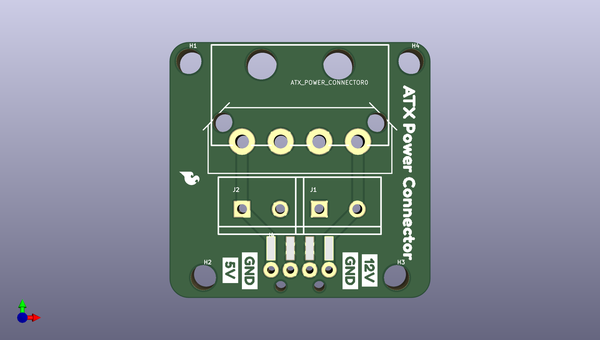 H1
H4
ATX_POWER_CONNECTOR0
ATX Power Connector
J2
J1
H2
H3
5V
GND
GND
12V